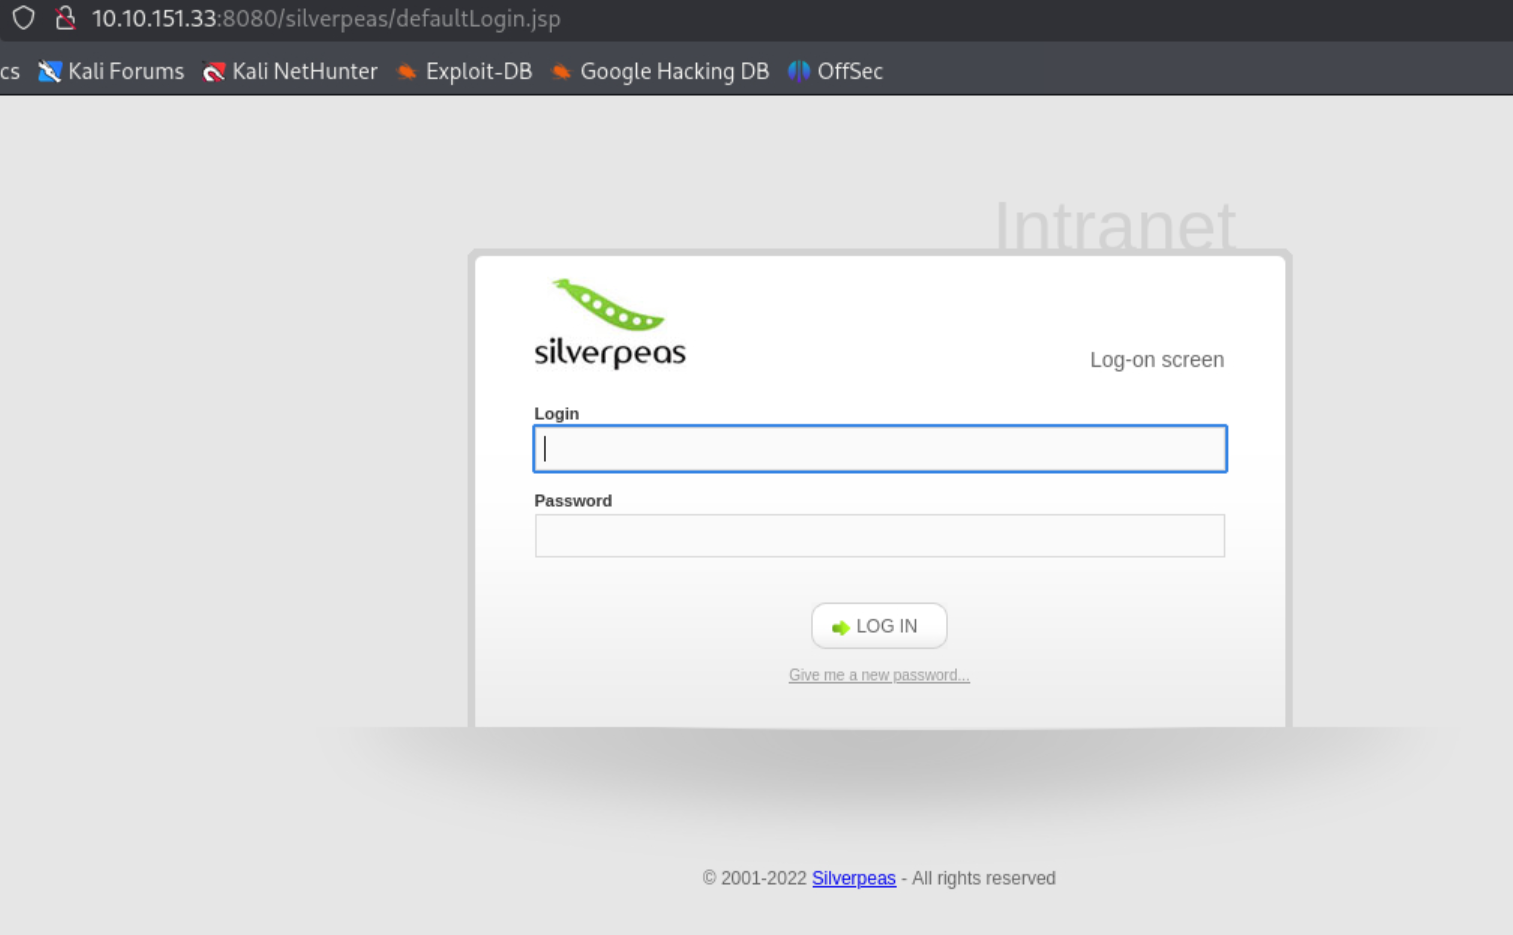 10.10.151.33:8080/silverpeas/defaultLogin.jsp
cs Kali Forums Kali NetHunter Exploit-DB Google Hacking DB OffSec
Intranet
silverpeas
Log-on screen
Login
Password
LOG IN
Give me a new password...
© 2001-2022 Silverpeas - All rights reserved